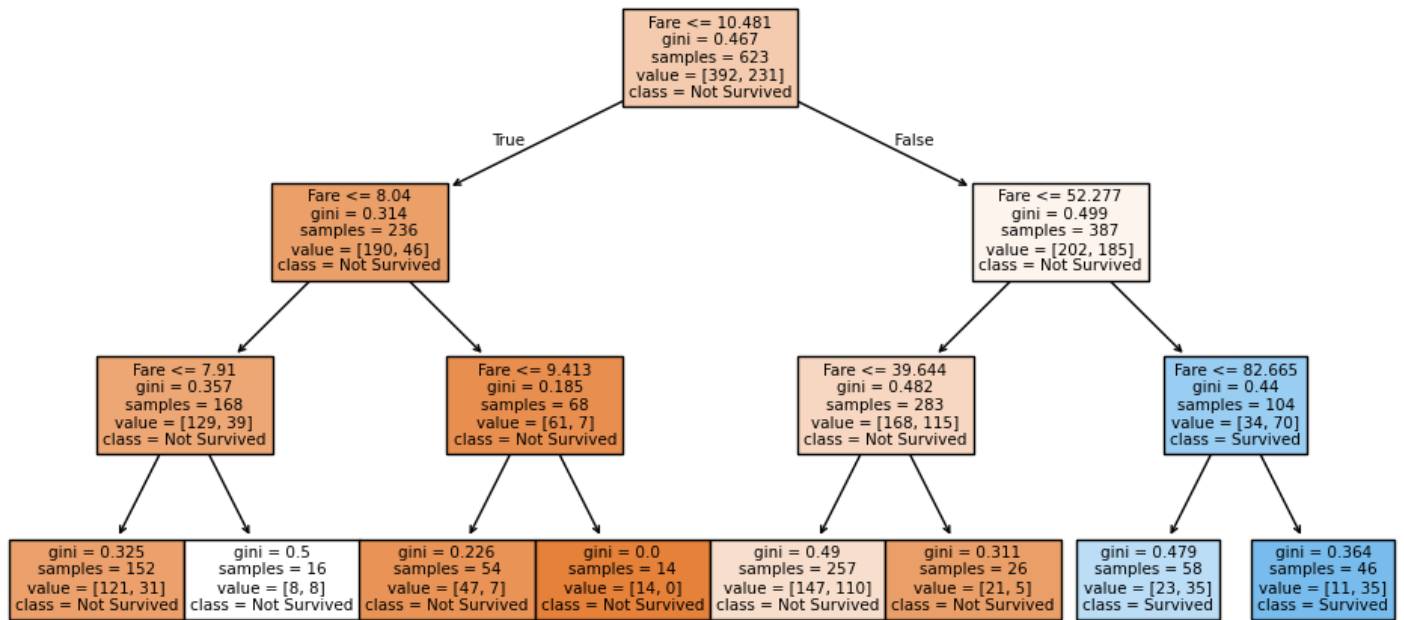 Fare <= 10.481
gini = 0.467
samples = 623
value = [392, 231]
class = Not Survived
True
False
Fare <= 8.04
gini = 0.314
samples = 236
value = [190, 46]
class = Not Survived
Fare <= 52.277
gini = 0.499
samples = 387
value = [202, 185]
class = Not Survived
Fare <= 7.91
gini = 0.357
samples = 168
value = [129, 39]
class = Not Survived
Fare <= 9.413
gini = 0.185
samples = 68
value = [61, 7]
class = Not Survived
Fare <= 39.644
gini = 0.482
samples = 283
value = [168, 115]
class = Not Survived
Fare <= 82.665
gini = 0.44
samples = 104
value = [34, 70]
class = Survived
gini = 0.325
samples = 152
value = [121, 31]
class = Not Survived
gini = 0.5
samples = 16
value = [8, 8]
class = Not Survived
gini = 0.226
samples = 54
value = [47, 7]
class = Not Survived
gini = 0.0
samples = 14
value = [14, 0]
class = Not Survived
gini = 0.49
samples = 257
value = [147, 110]
class = Not Survived
gini = 0.311
samples = 26
value = [21, 5]
class = Not Survived
gini = 0.479
samples = 58
value = [23, 35]
class = Survived
gini = 0.364
samples = 46
value = [11, 35]
class = Survived